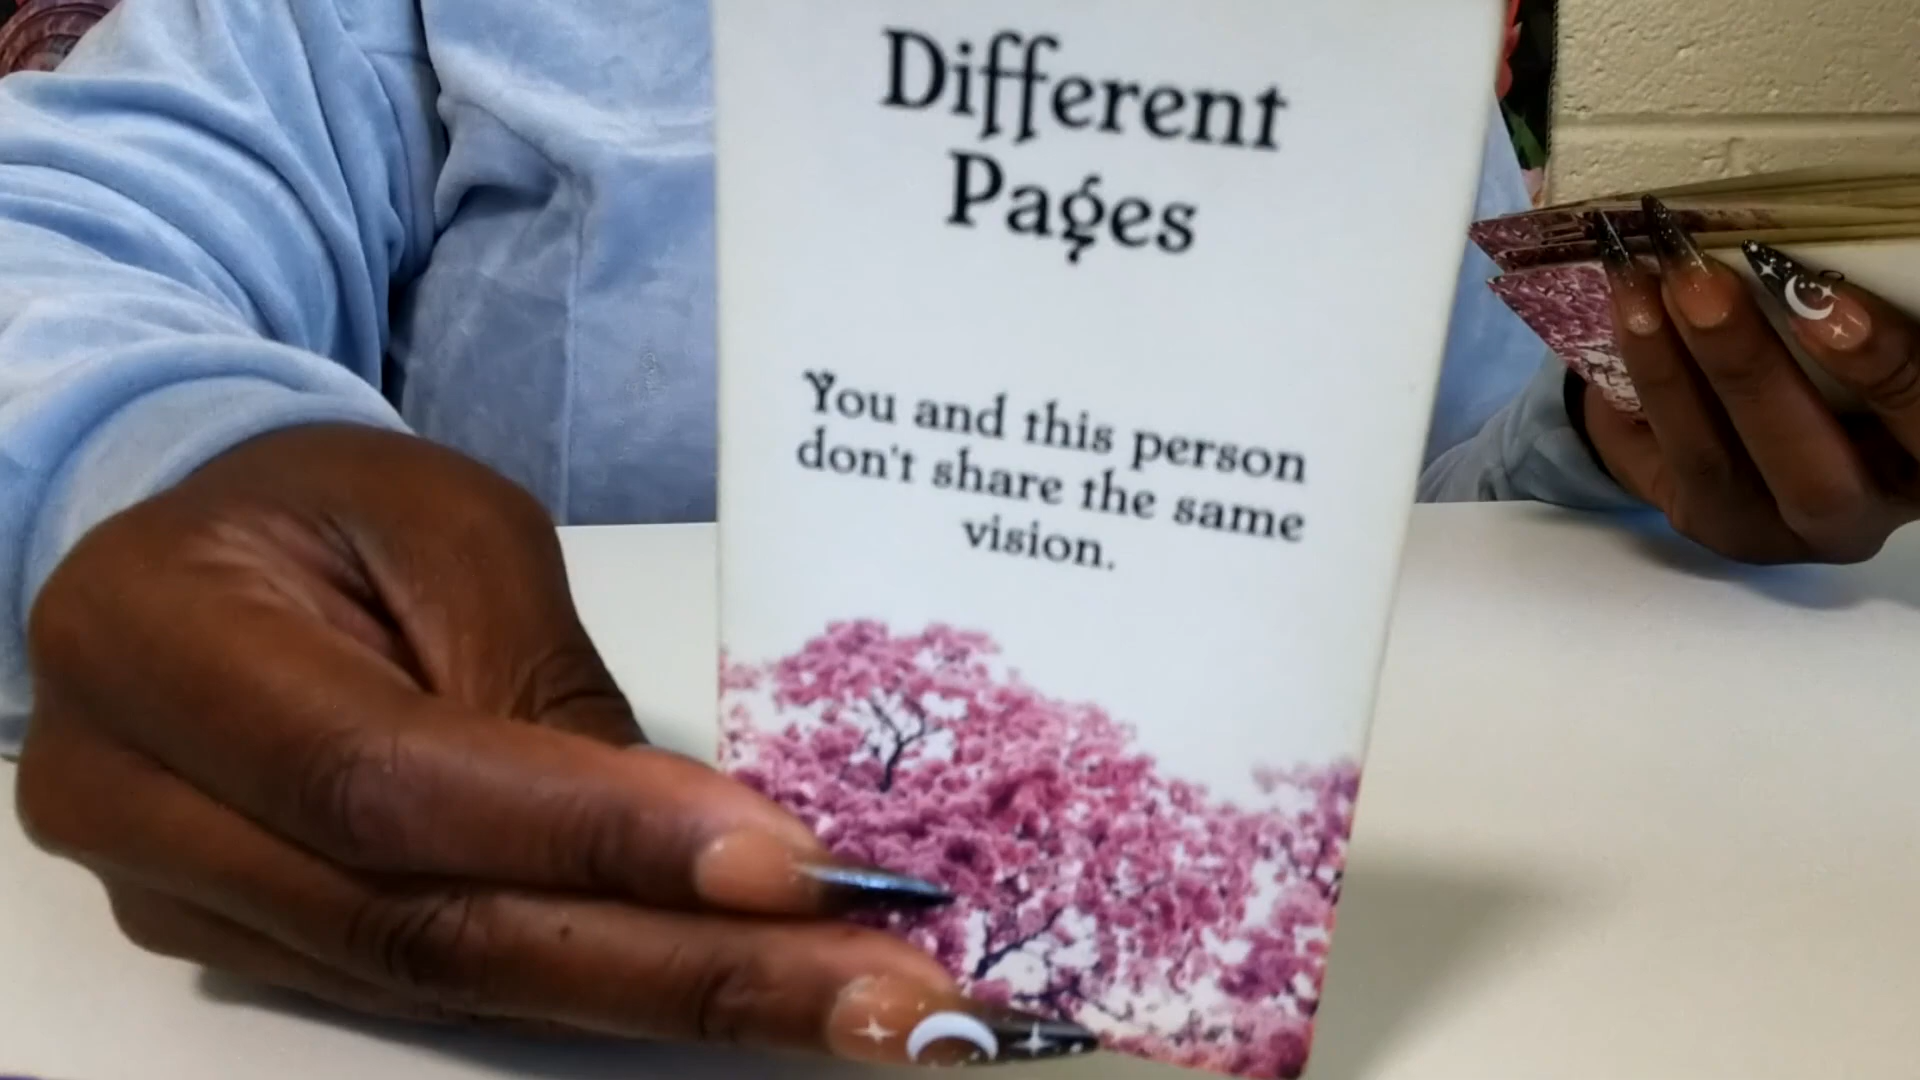 Different
Pages
You and this person
don't share the same
vision.